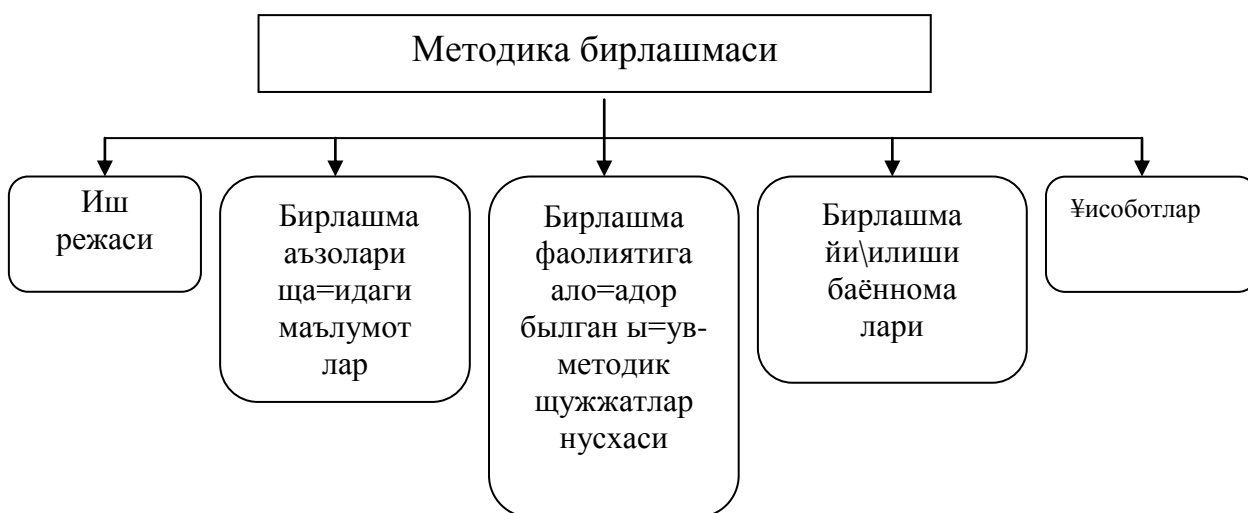 Методика бирлашмаси
Иш
режаси
Бирлашма
аъзолари
ща=идаги
маълумот
лар
Бирлашма
фаолиятига
ало=адор
былган ы=ув-
методик
щужжатлар
нусхаси
Бирлашма
йи\илиши
баённома
лари
¥исоботлар